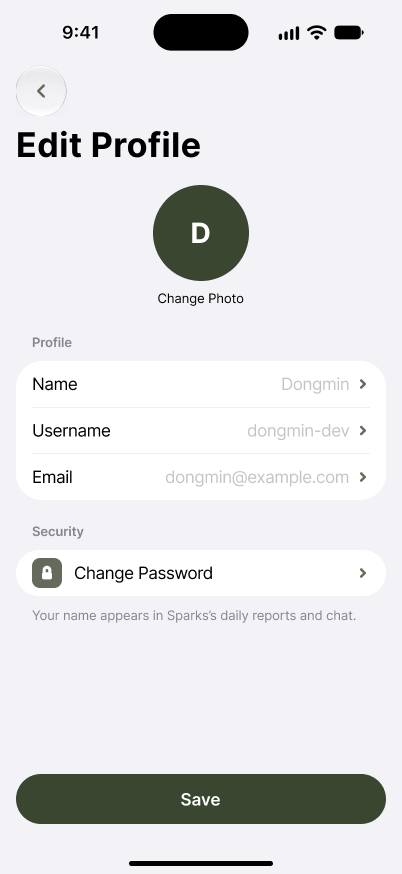 9:41
Edit Profile
D
Change Photo
Profile
Name Dongmin
Username dongmin-dev
Email dongmin@example.com
Security
Change Password
Your name appears in Sparks’s daily reports and chat.
Save